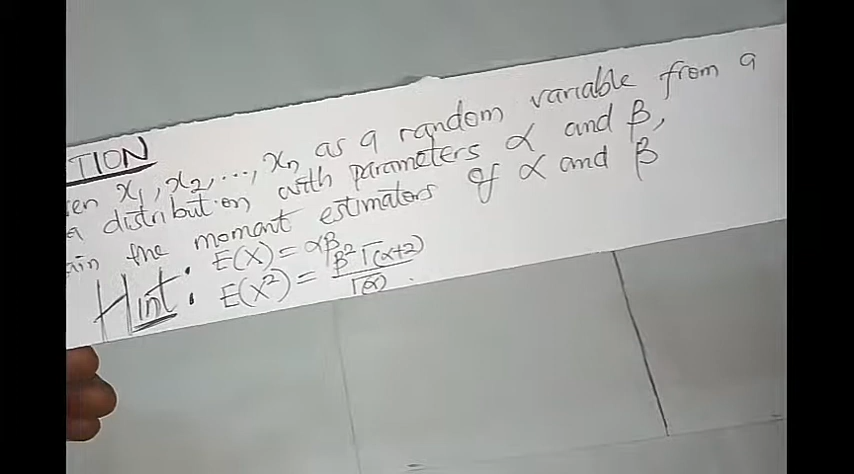 TION
en x₁, x₂, ..., xₙ as a random variable from a
a distribution with parameters α and β,
ain the moment estimators of α and β
Hint: E(X) = αβ
E(X²) = β² Γ(α+2) / Γ(α).